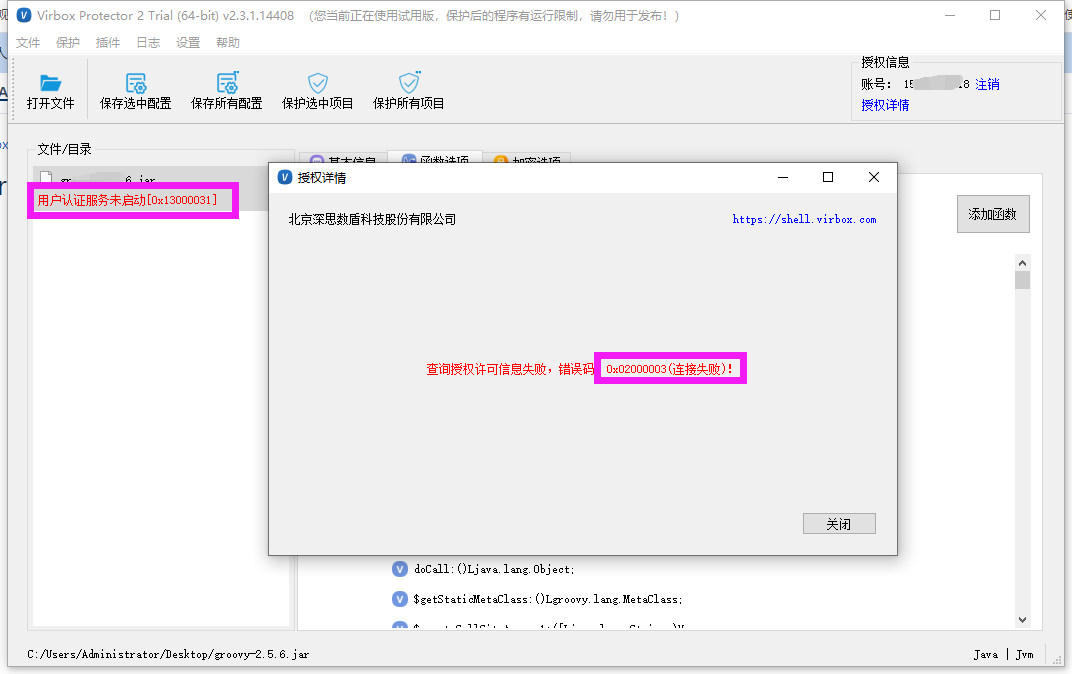 Virbox Protector 2 Trial (64-bit) v2.3.1.14408 (您当前正在使用试用版，保护后的程序有运行限制，请勿用于发布！)
文件 保护 插件 日志 设置 帮助
打开文件 保存选中配置 保存所有配置 保护选中项目 保护所有项目
授权信息
账号： 15 8 注销
授权详情
文件/目录
基本信息 函数选项 加密选项
6.jar
用户认证服务未启动[0x13000031]
授权详情
北京深思数盾科技股份有限公司 https://shell.virbox.com
添加函数
查询授权许可信息失败，错误码 0x02000003(连接失败)!
关闭
doCall:()Ljava.lang.Object;
$getStaticMetaClass:()Lgroovy.lang.MetaClass;
C:/Users/Administrator/Desktop/groovy-2.5.6.jar Java | Jvm